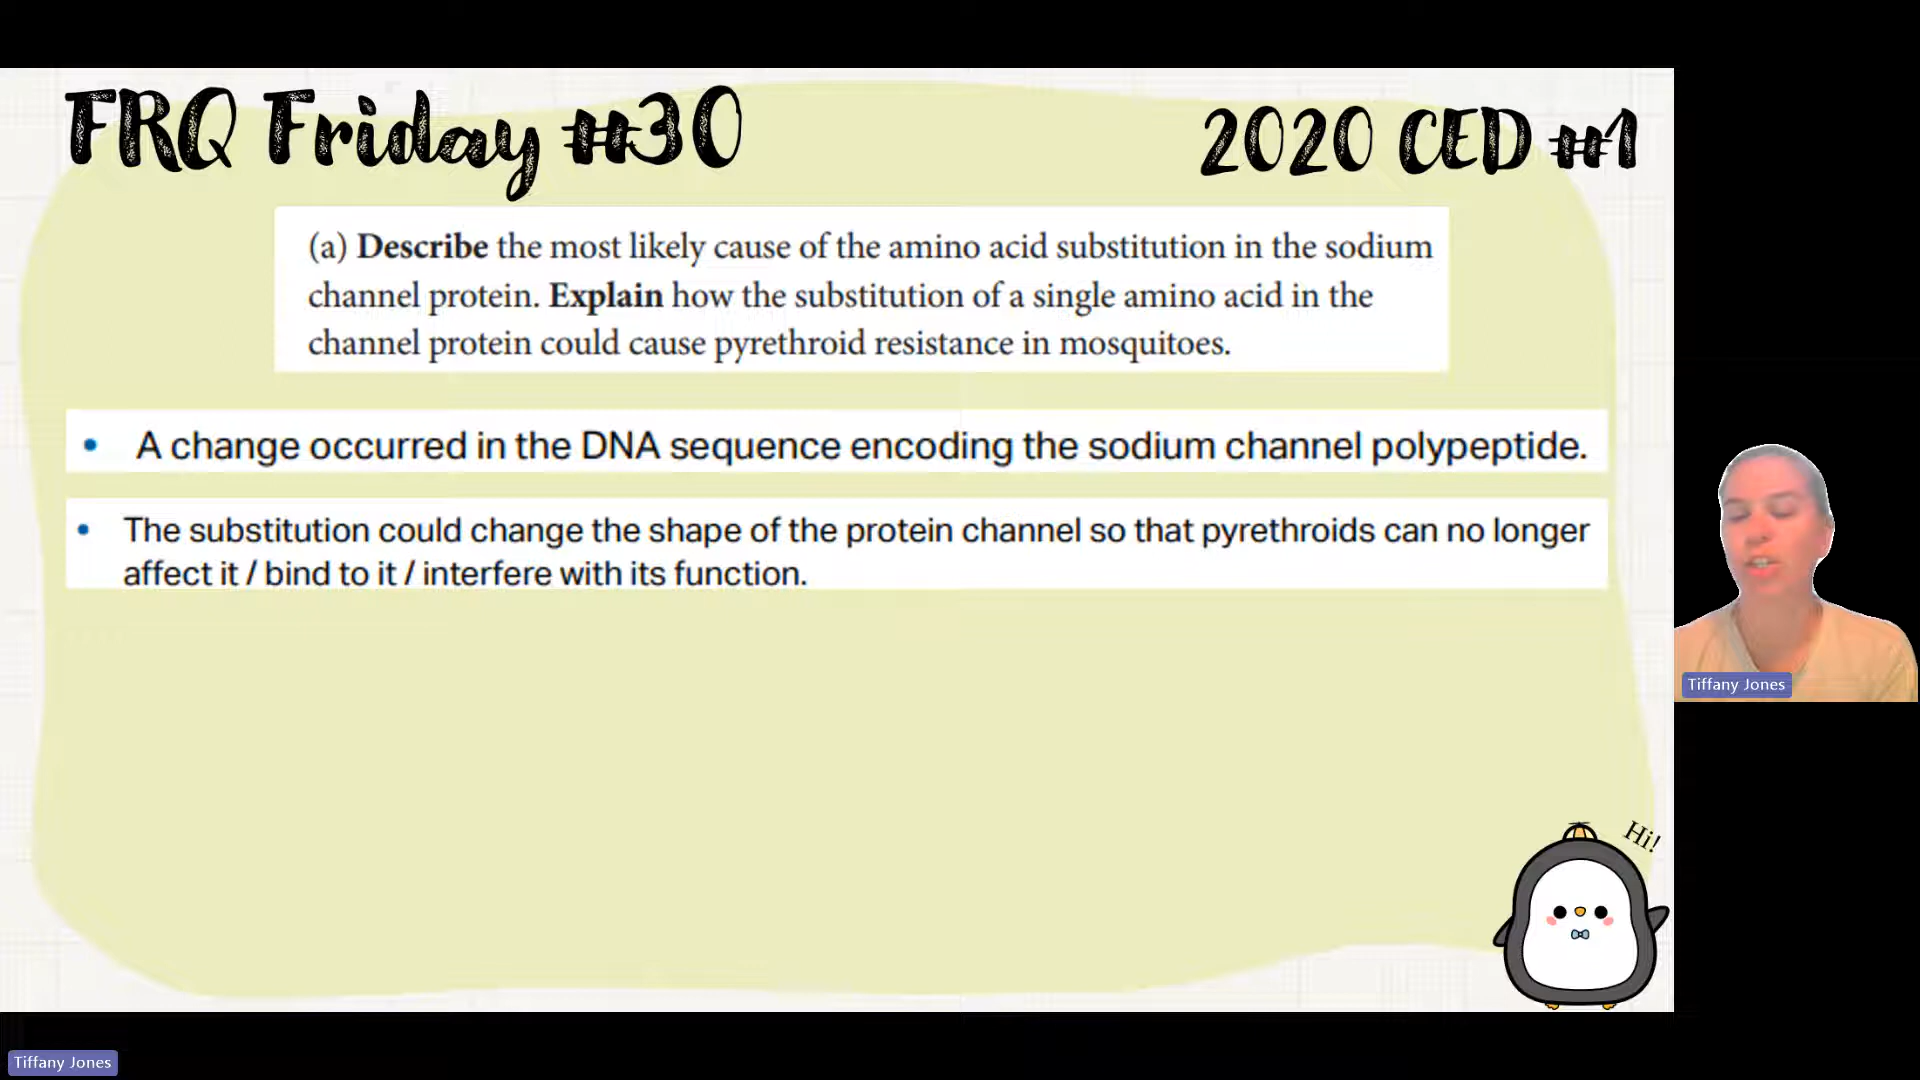 FRQ Friday #30
2020 CED #1
(a) Describe the most likely cause of the amino acid substitution in the sodium
channel protein. Explain how the substitution of a single amino acid in the
channel protein could cause pyrethroid resistance in mosquitoes.
• A change occurred in the DNA sequence encoding the sodium channel polypeptide.
• The substitution could change the shape of the protein channel so that pyrethroids can no longer
affect it / bind to it / interfere with its function.
Tiffany Jones
Hi!
Tiffany Jones